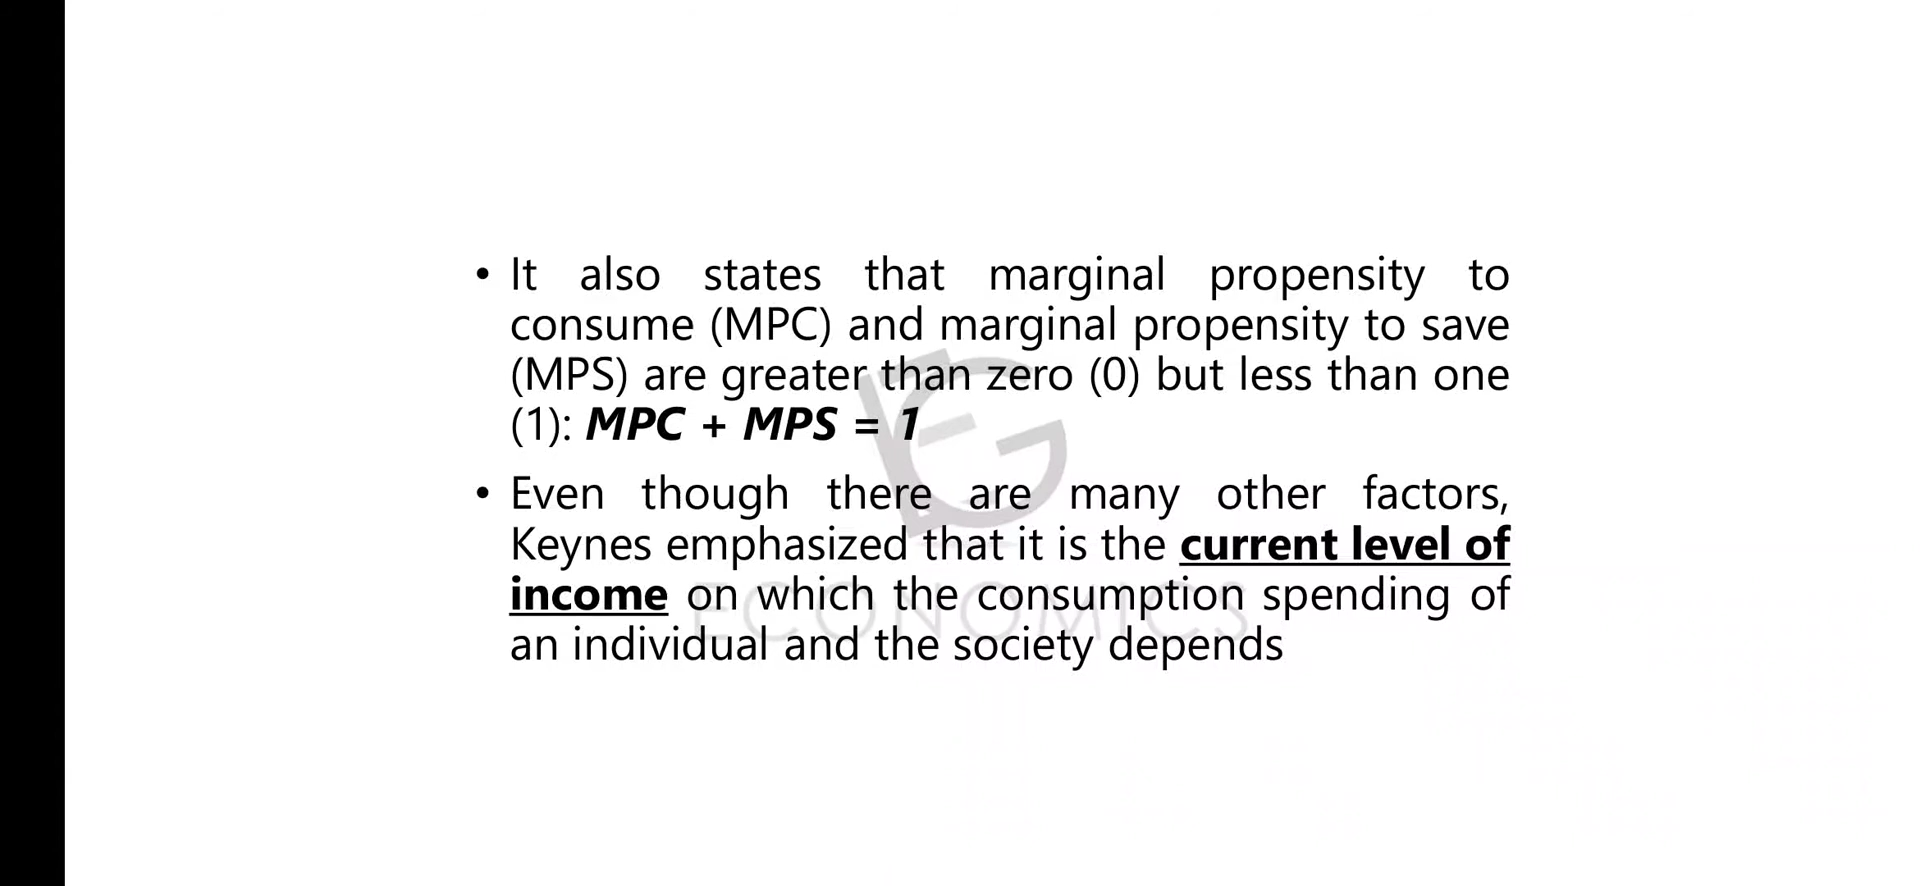 • It also states that marginal propensity to
consume (MPC) and marginal propensity to save
(MPS) are greater than zero (0) but less than one
(1): MPC + MPS = 1
• Even though there are many other factors,
Keynes emphasized that it is the current level of
income on which the consumption spending of
an individual and the society depends
EG
ECONOMICS